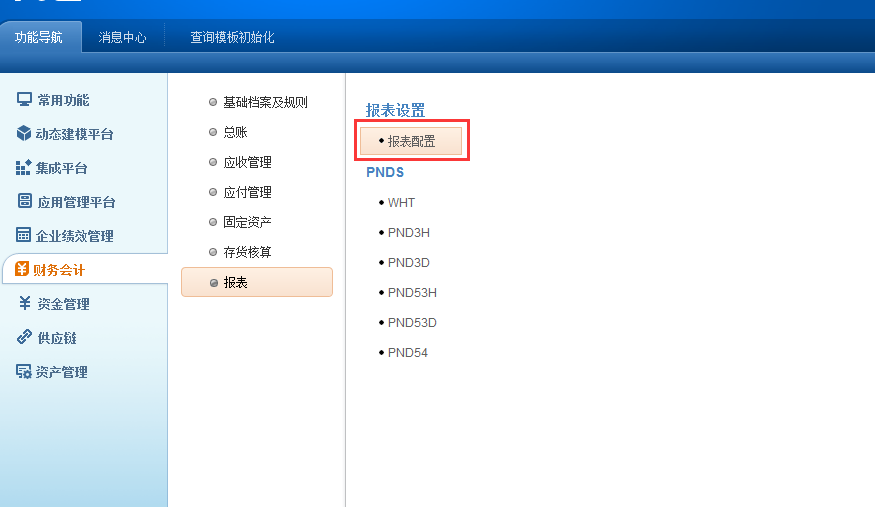 功能导航
消息中心
查询模板初始化
常用功能
动态建模平台
集成平台
应用管理平台
企业绩效管理
财务会计
资金管理
供应链
资产管理
基础档案及规则
总账
应收管理
应付管理
固定资产
存货核算
报表
报表设置
报表配置
PNDS
WHT
PND3H
PND3D
PND53H
PND53D
PND54